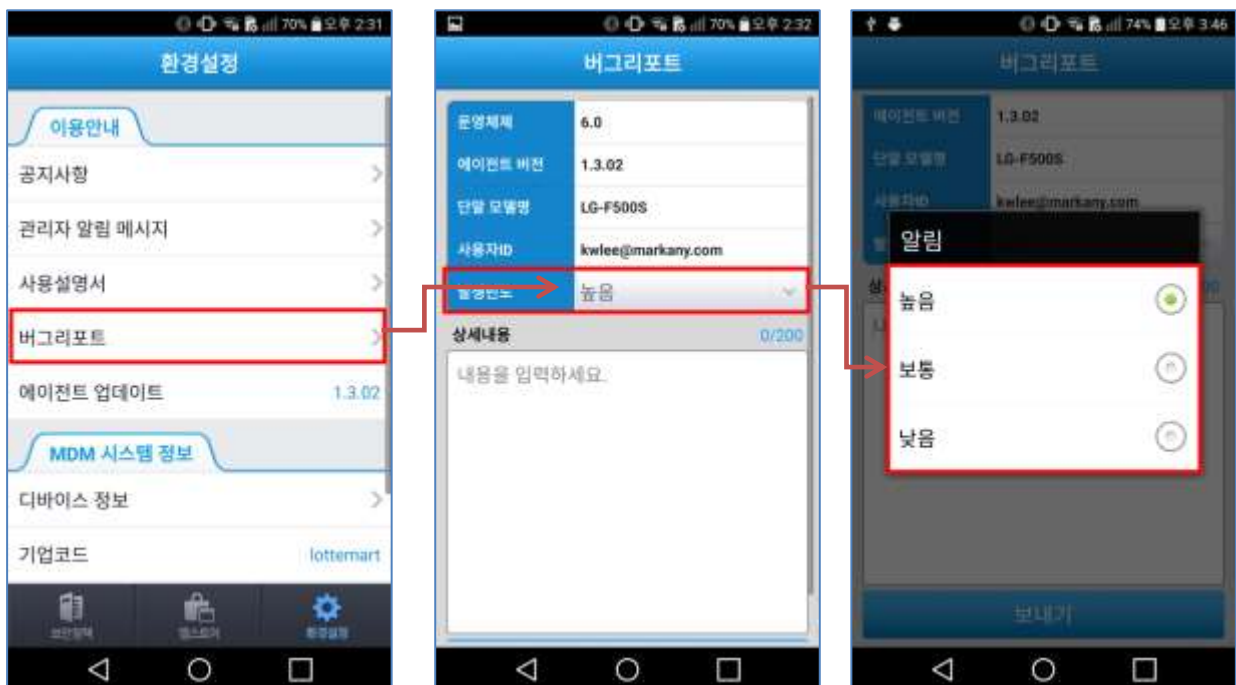 70% 오후 2:31
환경설정
이용안내
공지사항
관리자 알림 메시지
사용설명서
버그리포트
에이전트 업데이트 1.3.02
MDM 시스템 정보
디바이스 정보
기업코드 lottemart
앱스토어
환경설정
70% 오후 2:32
버그리포트
운영체제 6.0
에이전트 버전 1.3.02
단말 모델명 LG-F500S
사용자ID kwlee@markany.com
높음
상세내용 0/200
내용을 입력하세요.
74% 오후 3:46
버그리포트
에이전트 버전 1.3.02
단말 모델명 LG-F500S
사용자ID kwlee@markany.com
알림
높음
보통
낮음
보내기